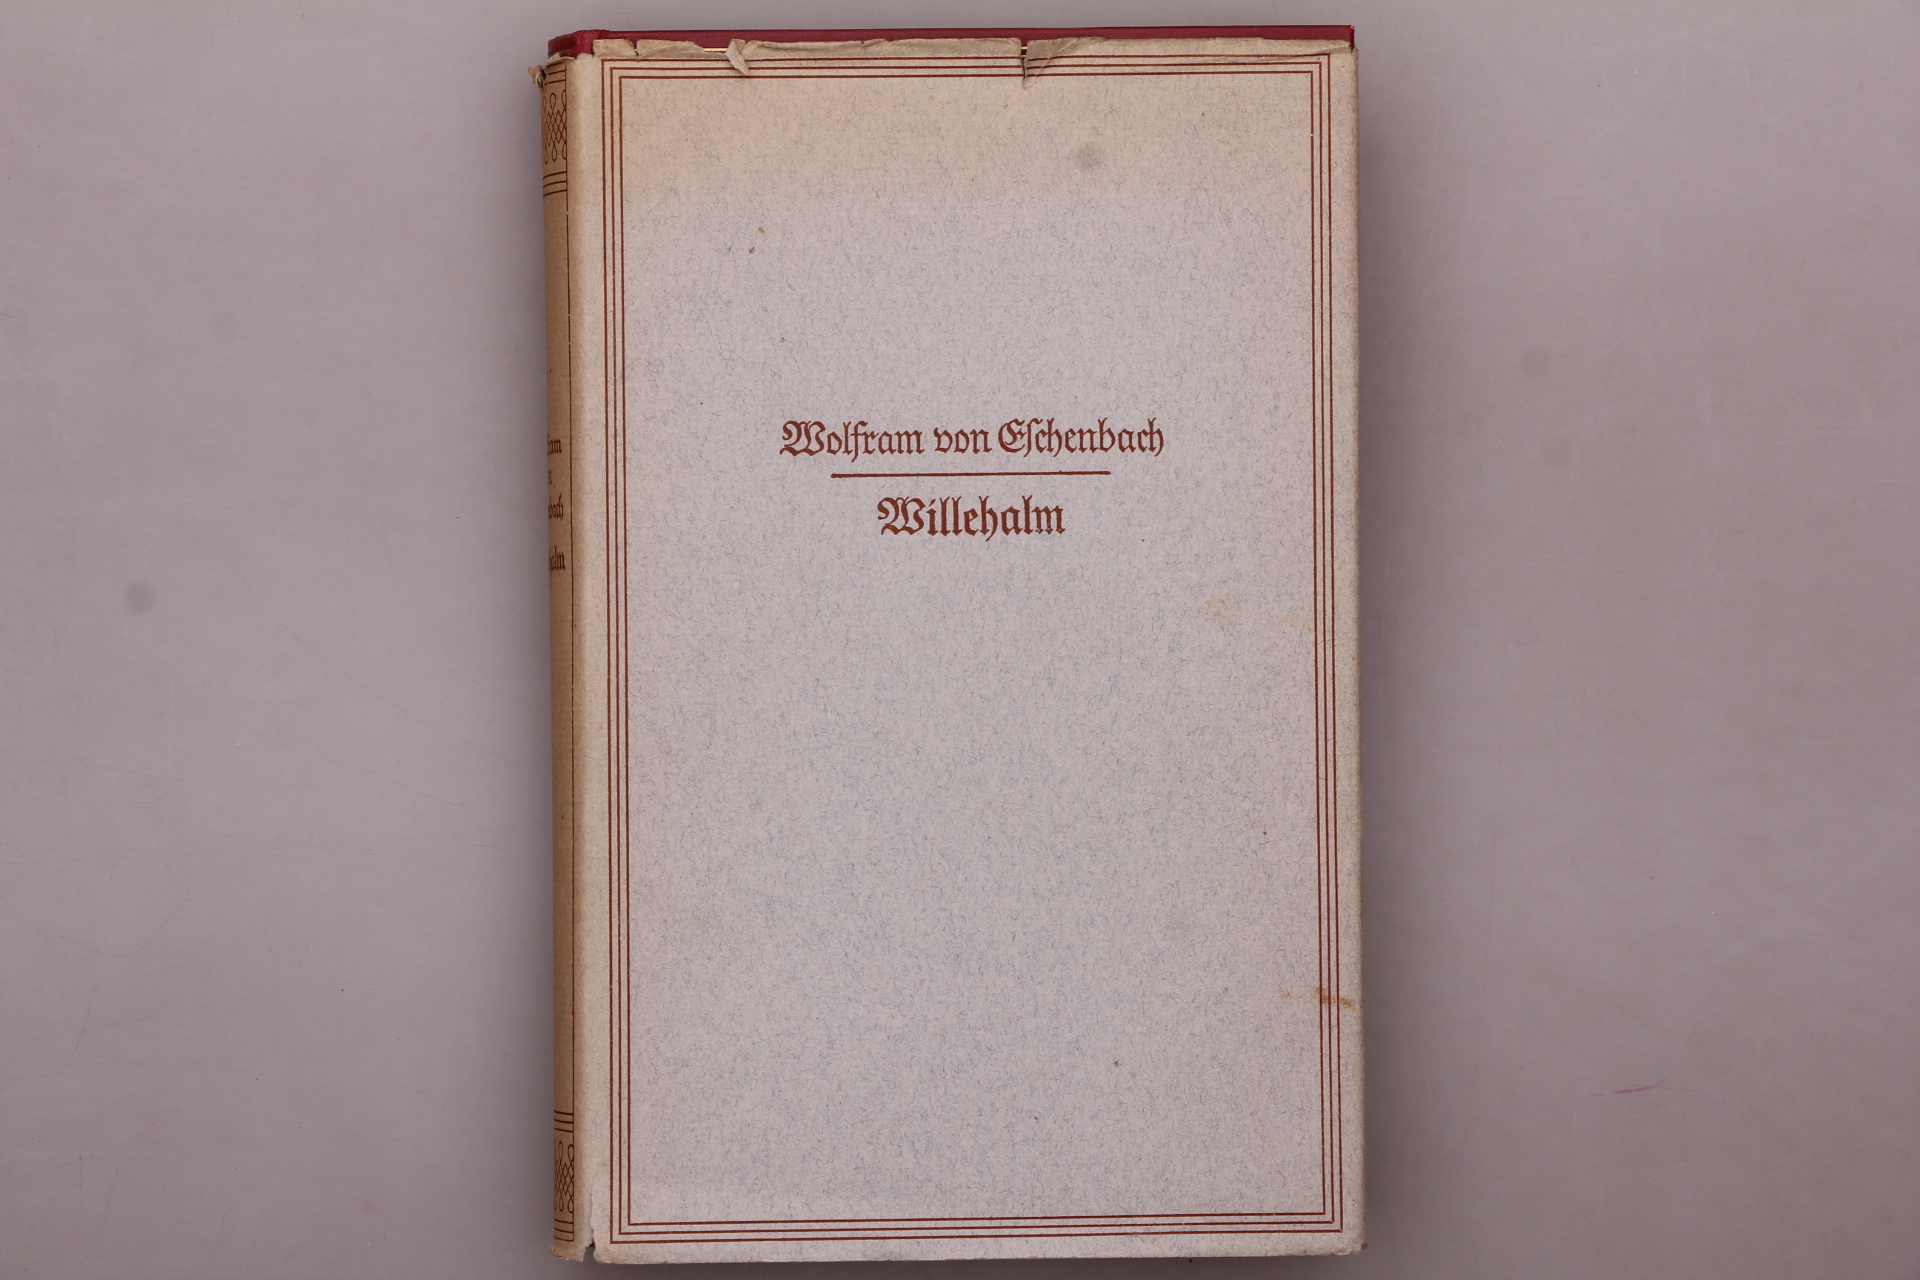 Wolfram von Eſchenbach
Willehalm